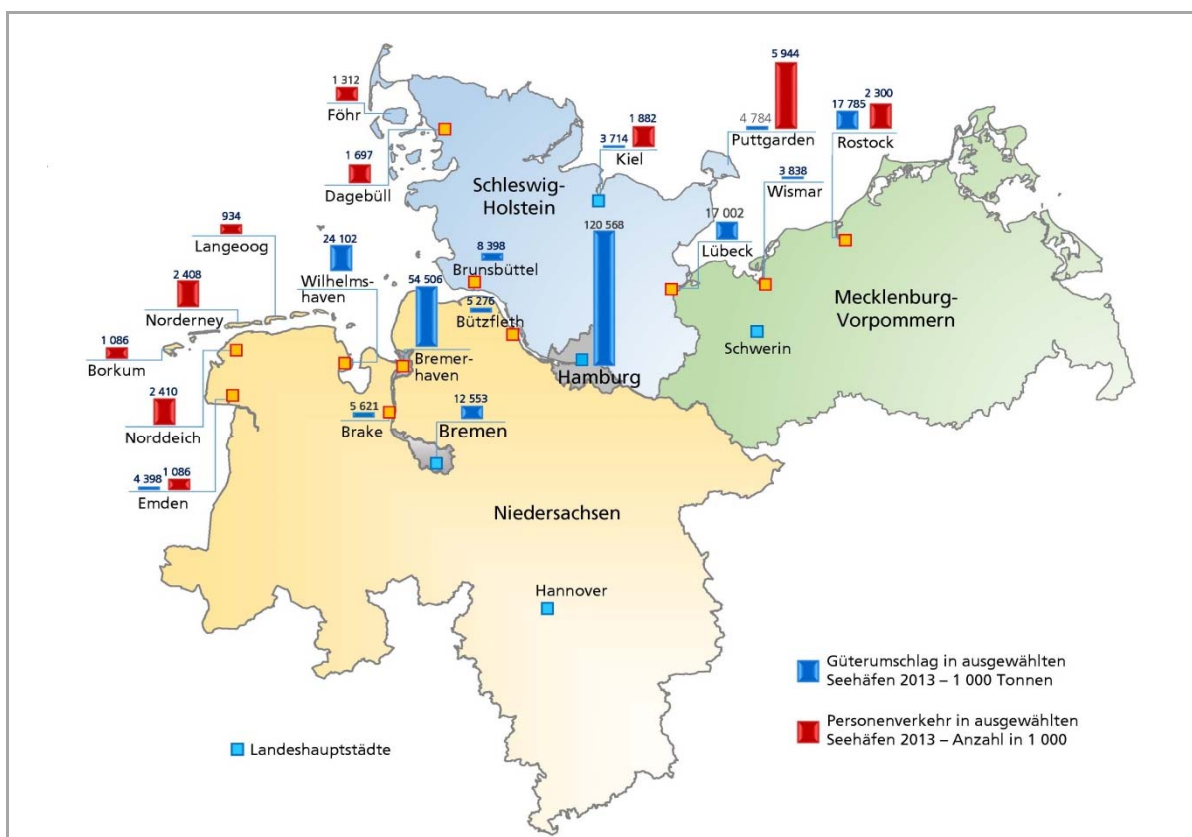 5 944
4 784
Puttgarden
17 785
2 300
Rostock
1 312
Föhr
1 882
3 714
Kiel
1 697
Dagebüll
3 838
Wismar
Schleswig-
Holstein
17 002
Lübeck
120 568
934
Langeoog
24 102
Wilhelms-
haven
8 398
Brunsbüttel
2 408
Norderney
54 506
Bremer-
haven
5 276
Bützfleth
Mecklenburg-
Vorpommern
Schwerin
1 086
Borkum
Hamburg
2 410
Norddeich
5 621
Brake
12 553
Bremen
4 398
1 086
Emden
Niedersachsen
Hannover
Güterumschlag in ausgewählten
Seehäfen 2013 – 1 000 Tonnen
Personenverkehr in ausgewählten
Seehäfen 2013 – Anzahl in 1 000
Landeshauptstädte